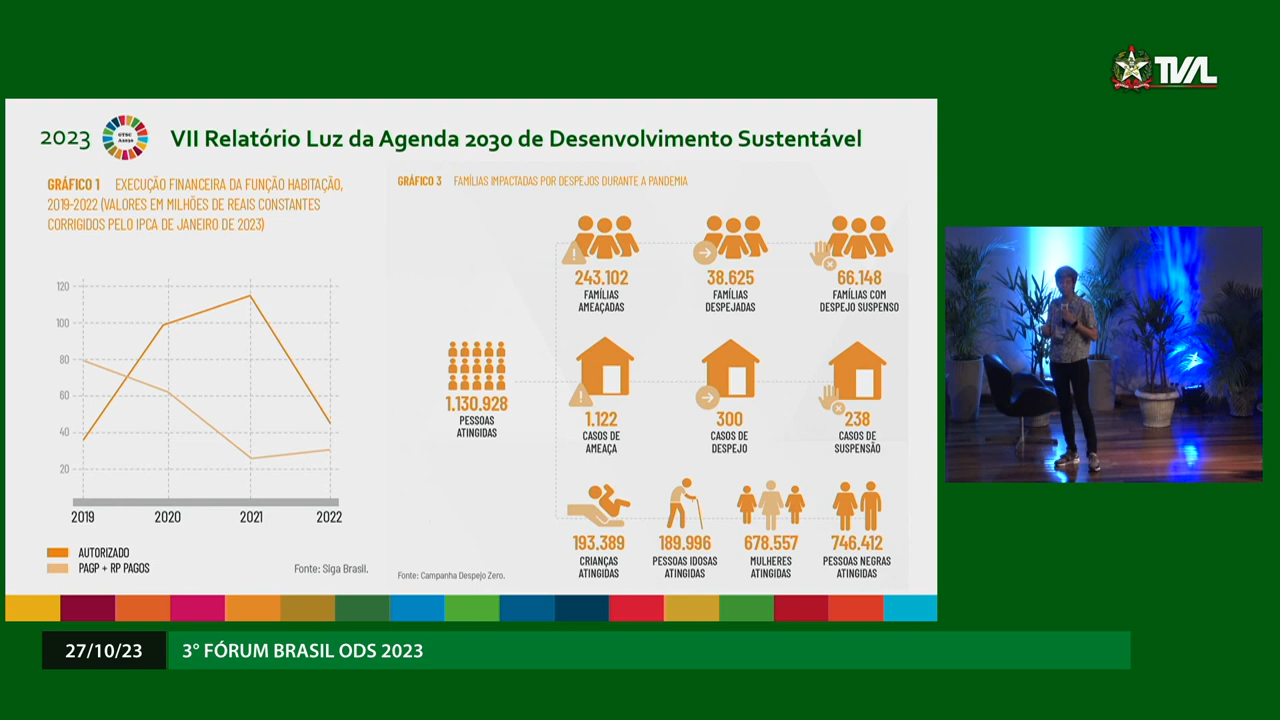 TVAL
2023
GTSC
A2030
VII Relatório Luz da Agenda 2030 de Desenvolvimento Sustentável
GRÁFICO 1 EXECUÇÃO FINANCEIRA DA FUNÇÃO HABITAÇÃO,
2019-2022 (VALORES EM MILHÕES DE REAIS CONSTANTES
CORRIGIDOS PELO IPCA DE JANEIRO DE 2023)
120
100
80
60
40
20
2019 2020 2021 2022
AUTORIZADO
PAGP + RP PAGOS
Fonte: Siga Brasil.
GRÁFICO 3 FAMÍLIAS IMPACTADAS POR DESPEJOS DURANTE A PANDEMIA
243.102
FAMÍLIAS
AMEAÇADAS
38.625
FAMÍLIAS
DESPEJADAS
66.148
FAMÍLIAS COM
DESPEJO SUSPENSO
1.130.928
PESSOAS
ATINGIDAS
1.122
CASOS DE
AMEAÇA
300
CASOS DE
DESPEJO
238
CASOS DE
SUSPENSÃO
193.389
CRIANÇAS
ATINGIDAS
189.996
PESSOAS IDOSAS
ATINGIDAS
678.557
MULHERES
ATINGIDAS
746.412
PESSOAS NEGRAS
ATINGIDAS
Fonte: Campanha Despejo Zero.
27/10/23
3° FÓRUM BRASIL ODS 2023